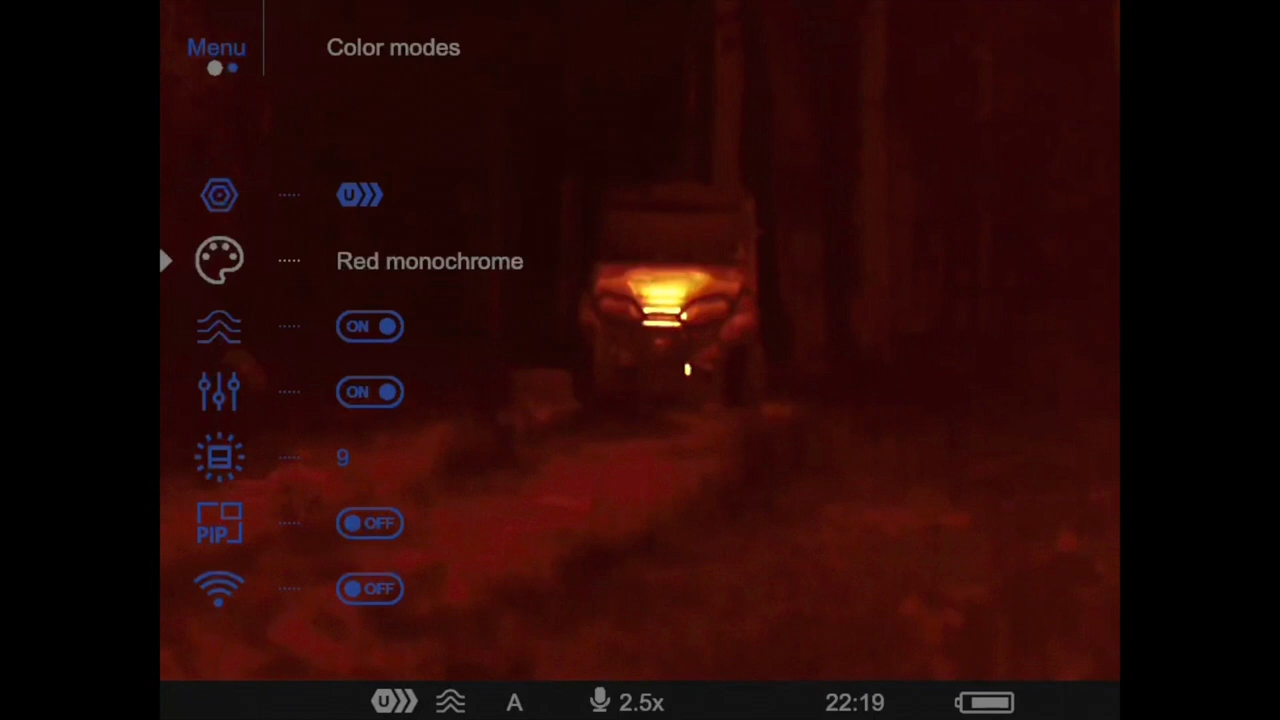 Menu Color modes
U
Red monochrome
ON
ON
9
PIP OFF
OFF
U A 2.5x 22:19